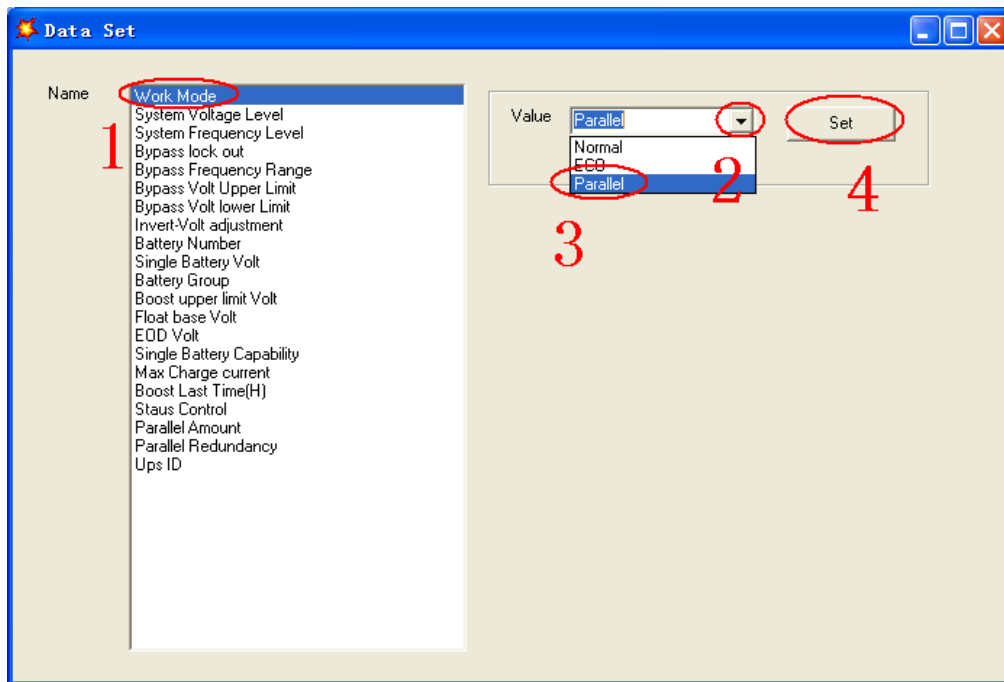 Data Set
Name
Work Mode
System Voltage Level
System Frequency Level
Bypass lock out
Bypass Frequency Range
Bypass Volt Upper Limit
Bypass Volt lower Limit
Invert-Volt adjustment
Battery Number
Single Battery Volt
Battery Group
Boost upper limit Volt
Float base Volt
EOD Volt
Single Battery Capability
Max Charge current
Boost Last Time(H)
Staus Control
Parallel Amount
Parallel Redundancy
Ups ID
1
Value
Parallel
Set
Normal
ECO
Parallel
2
3
4